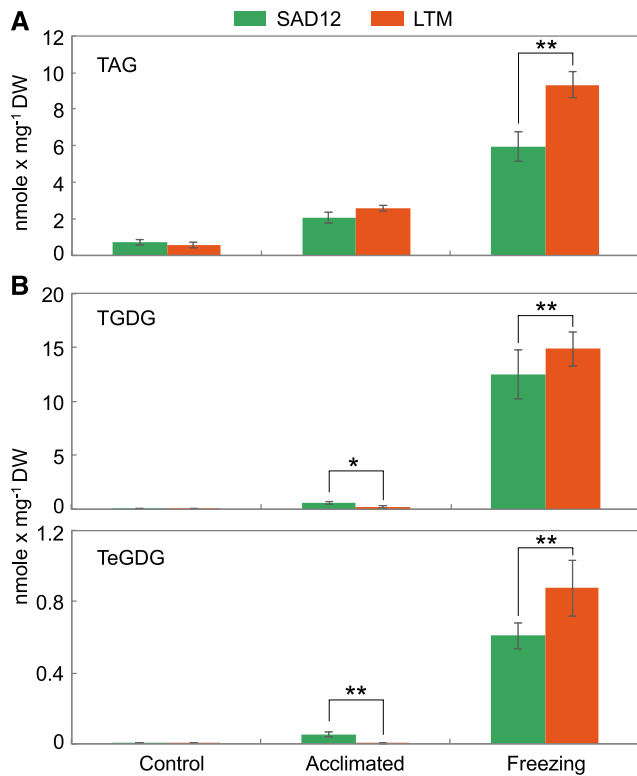 A
SAD12 LTM
12
10
8
6
4
2
0
nmole x mg⁻¹ DW
TAG
**
B
20
15
10
5
0
TGDG
*
**
nmole x mg⁻¹ DW
1.2
0.8
0.4
0
TeGDG
**
**
Control Acclimated Freezing